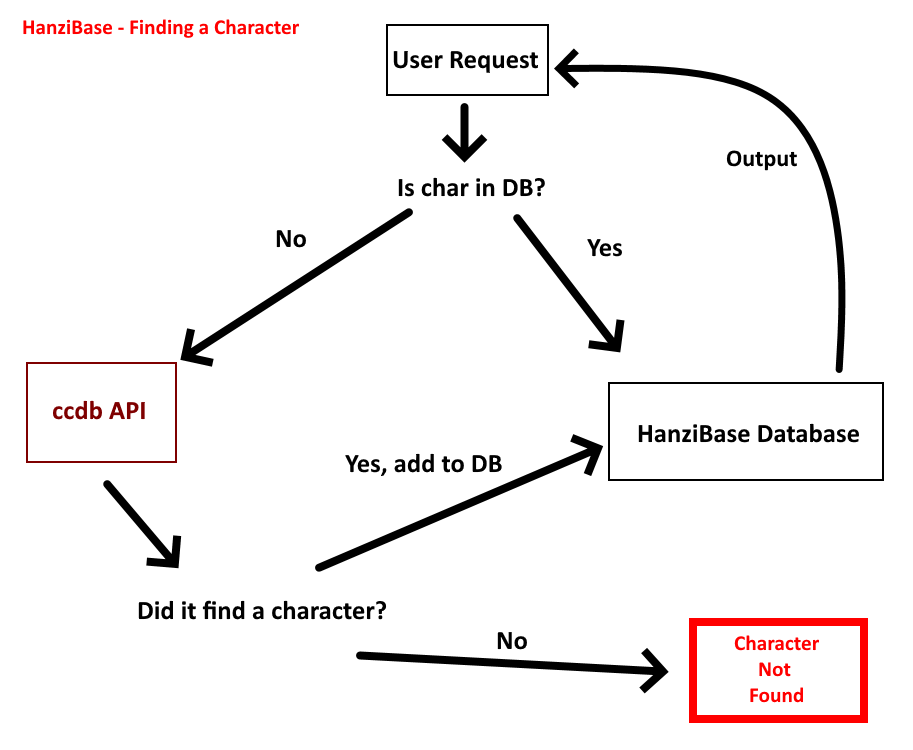 HanziBase - Finding a Character
User Request
Output
Is char in DB?
No
Yes
ccdb API
HanziBase Database
Yes, add to DB
Did it find a character?
No
Character
Not
Found